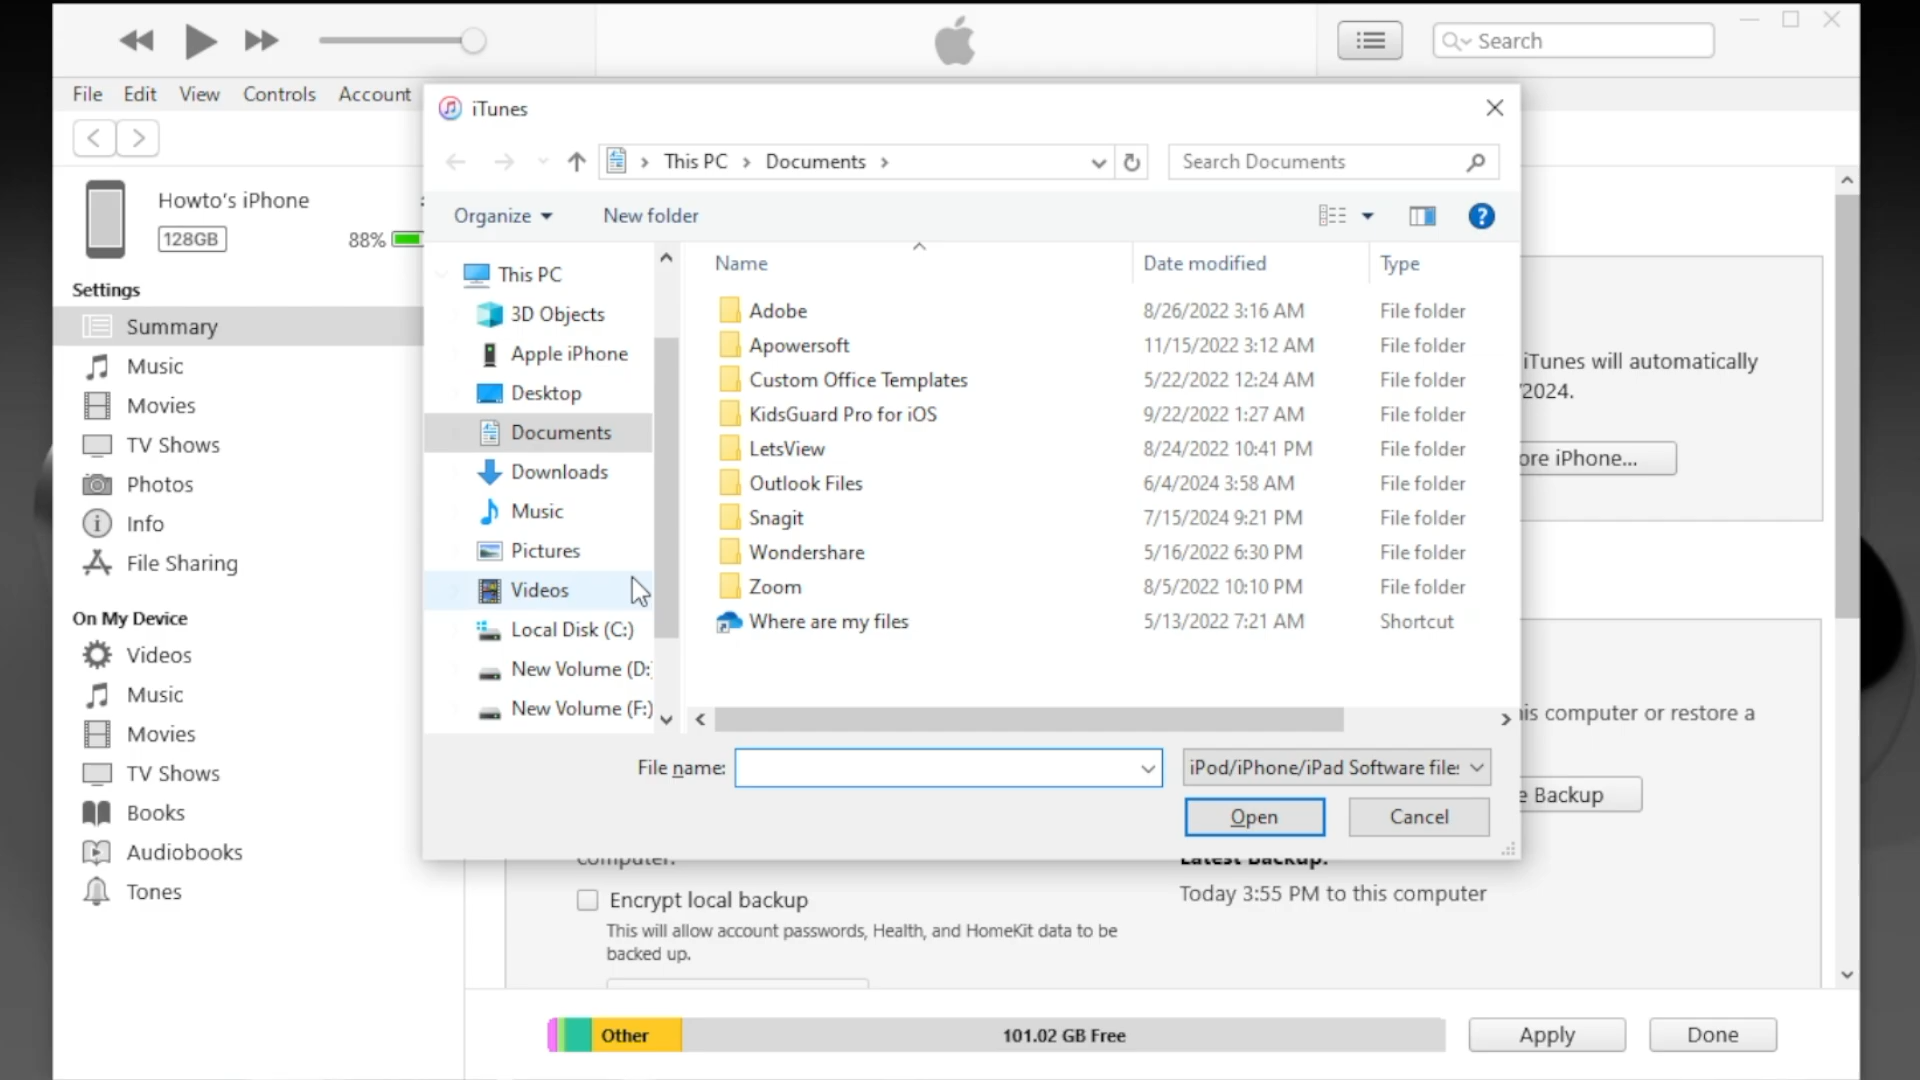 Search
File Edit View Controls Account
iTunes
This PC Documents
Search Documents
Howto's iPhone
128GB
88%
Organize
New folder
?
Settings
Summary
Music
Movies
TV Shows
Photos
Info
File Sharing
On My Device
Videos
Music
Movies
TV Shows
Books
Audiobooks
Tones
This PC
3D Objects
Apple iPhone
Desktop
Documents
Downloads
Music
Pictures
Videos
Local Disk (C:)
New Volume (D:
New Volume (F:)
Name Date modified Type
Adobe 8/26/2022 3:16 AM File folder
Apowersoft 11/15/2022 3:12 AM File folder
Custom Office Templates 5/22/2022 12:24 AM File folder
KidsGuard Pro for iOS 9/22/2022 1:27 AM File folder
LetsView 8/24/2022 10:41 PM File folder
Outlook Files 6/4/2024 3:58 AM File folder
Snagit 7/15/2024 9:21 PM File folder
Wondershare 5/16/2022 6:30 PM File folder
Zoom 8/5/2022 10:10 PM File folder
Where are my files 5/13/2022 7:21 AM Shortcut
File name:
iPod/iPhone/iPad Software files
Open Cancel
iTunes will automatically
/2024.
ore iPhone...
his computer or restore a
e Backup
computer.
Latest Backup:
Encrypt local backup
Today 3:55 PM to this computer
This will allow account passwords, Health, and HomeKit data to be
backed up.
Other
101.02 GB Free
Apply
Done